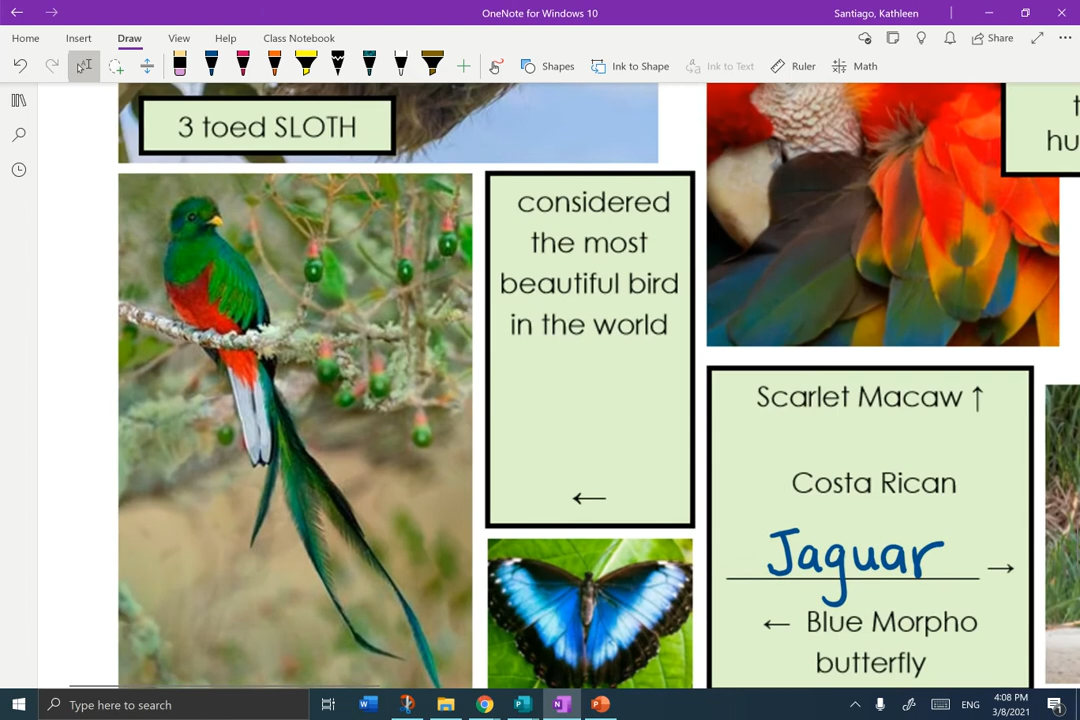 OneNote for Windows 10
Santiago, Kathleen
Home Insert Draw View Help Class Notebook
Share
Shapes
Ink to Shape
Ink to Text
Ruler
Math
3 toed SLOTH
t
hu
considered
the most
beautiful bird
in the world
←
Scarlet Macaw ↑
Costa Rican
Jaguar →
← Blue Morpho
butterfly
Type here to search
ENG
4:08 PM
3/8/2021